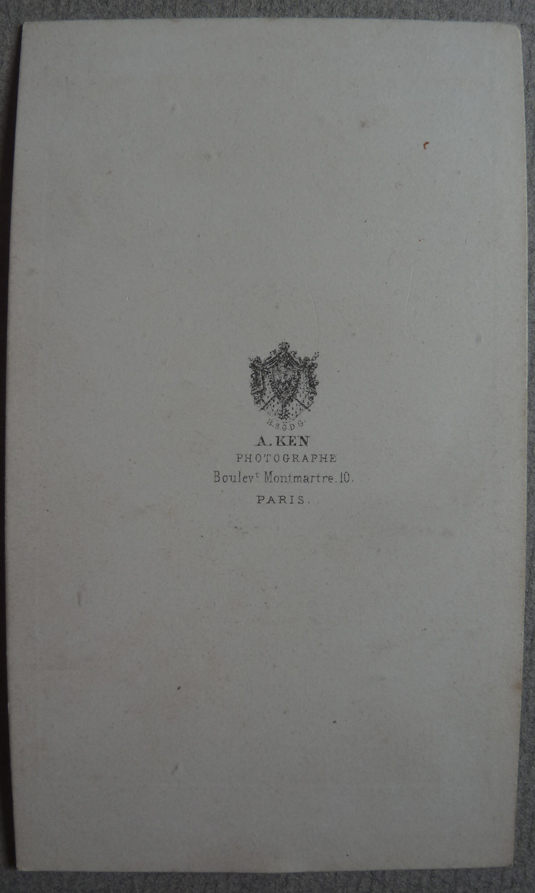 S.G.D.G.
A. KEN
PHOTOGRAPHE
Boulevt Montmartre. 10.
PARIS.